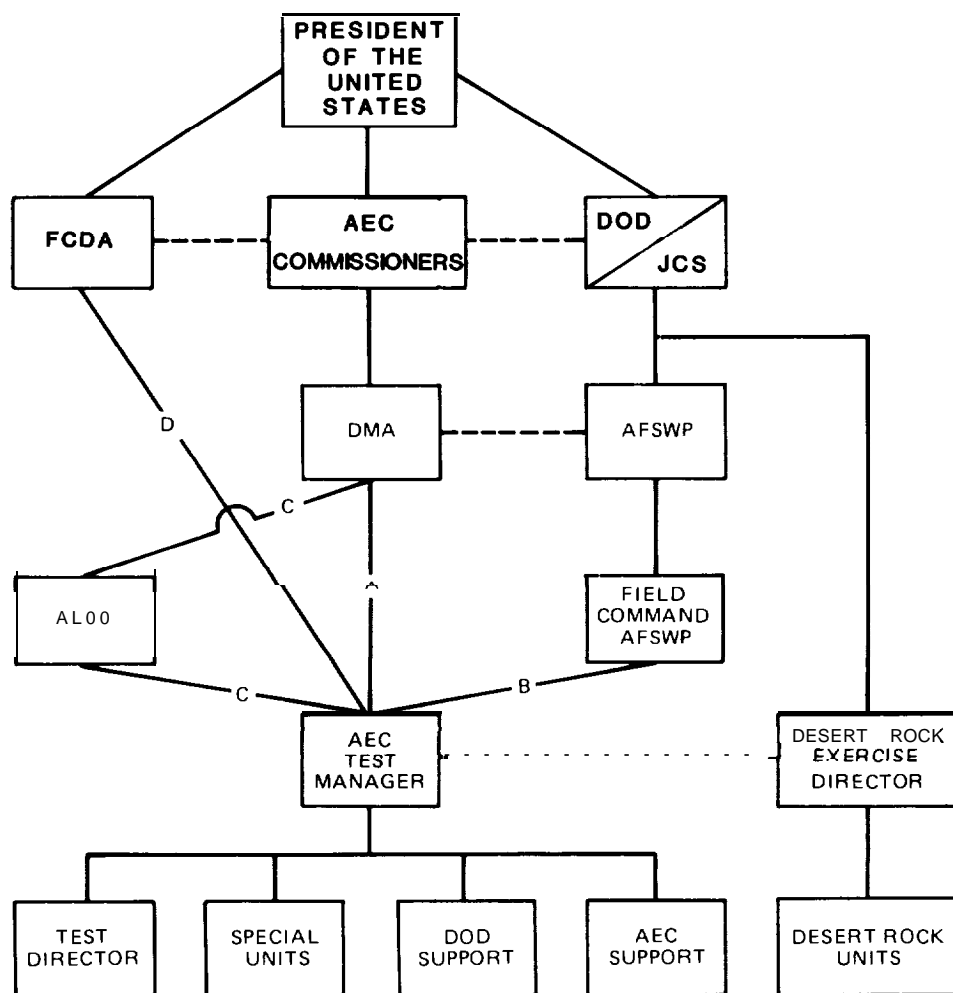 PRESIDENT
OF THE
UNITED
STATES
FCDA
AEC
COMMISSIONERS
DOD
JCS
DMA
AFSWP
D
C
AL00
FIELD
COMMAND
AFSWP
C
B
AEC
TEST
MANAGER
DESERT ROCK
EXERCISE
DIRECTOR
TEST
DIRECTOR
SPECIAL
UNITS
DOD
SUPPORT
AEC
SUPPORT
DESERT ROCK
UNITS